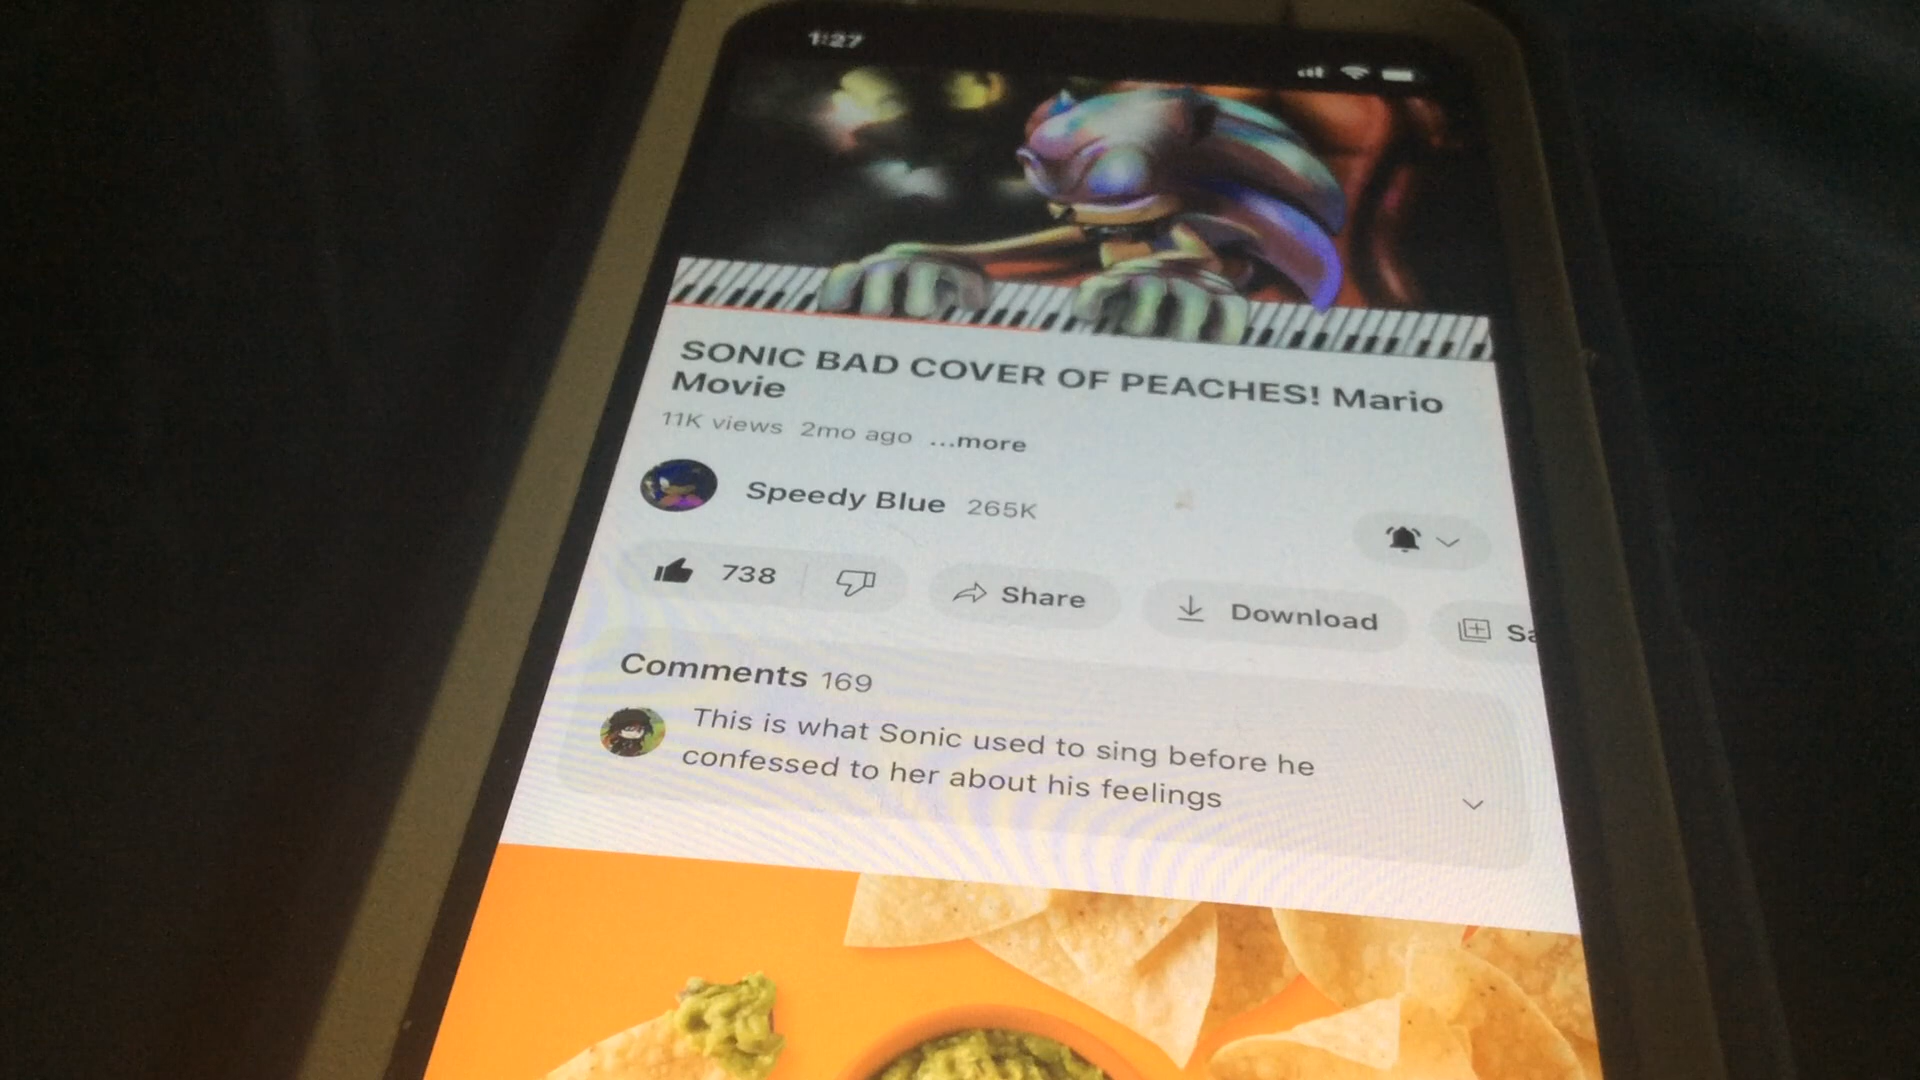 1:27
SONIC BAD COVER OF PEACHES! Mario
Movie
11K views 2mo ago ...more
Speedy Blue 265K
738
Share
Download
Sa
Comments 169
This is what Sonic used to sing before he
confessed to her about his feelings